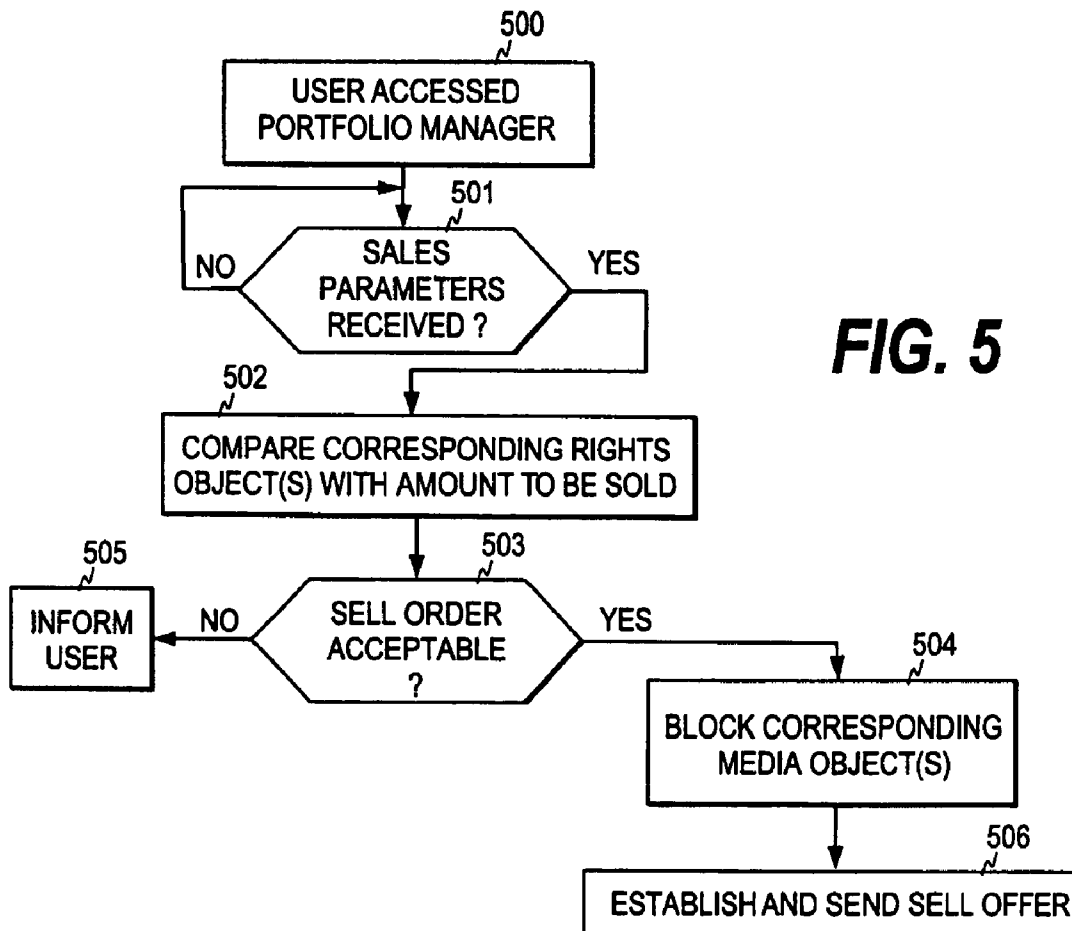 500
USER ACCESSED
PORTFOLIO MANAGER
501
SALES
PARAMETERS
RECEIVED ?
NO
YES
FIG. 5
502
COMPARE CORRESPONDING RIGHTS
OBJECT(S) WITH AMOUNT TO BE SOLD
503
SELL ORDER
ACCEPTABLE
?
NO
YES
505
INFORM
USER
504
BLOCK CORRESPONDING
MEDIA OBJECT(S)
506
ESTABLISH AND SEND SELL OFFER